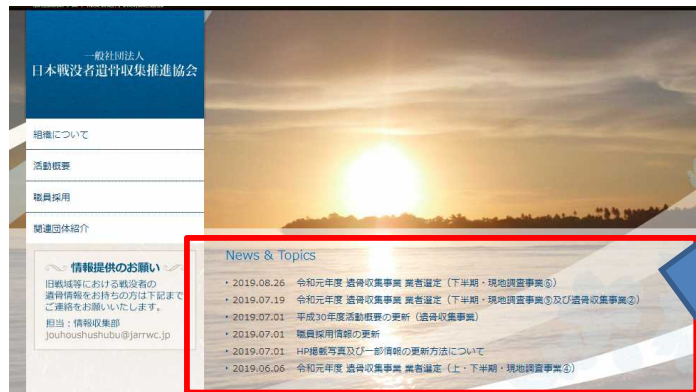 一般社団法人
日本戦没者遺骨収集推進協会
組織について
活動概要
職員採用
関連団体紹介
情報提供のお願い
旧戦域等における戦没者の
遺骨情報をお持ちの方は下記まで
ご連絡をお願いいたします。
担当:情報収集部
jouhoushushubu@jarrwc.jp
News & Topics
2019.08.26 令和元年度 遺骨収集事業 業者選定(下半期・現地調査事業⑥)
2019.07.19 令和元年度 遺骨収集事業 業者選定(下半期・現地調査事業⑤及び遺骨収集事業②)
2019.07.01 平成30年度活動概要の更新(遺骨収集事業)
2019.07.01 職員採用情報の更新
2019.07.01 HP掲載写真及び一部情報の更新方法について
2019.06.06 令和元年度 遺骨収集事業 業者選定(上・下半期・現地調査事業④)